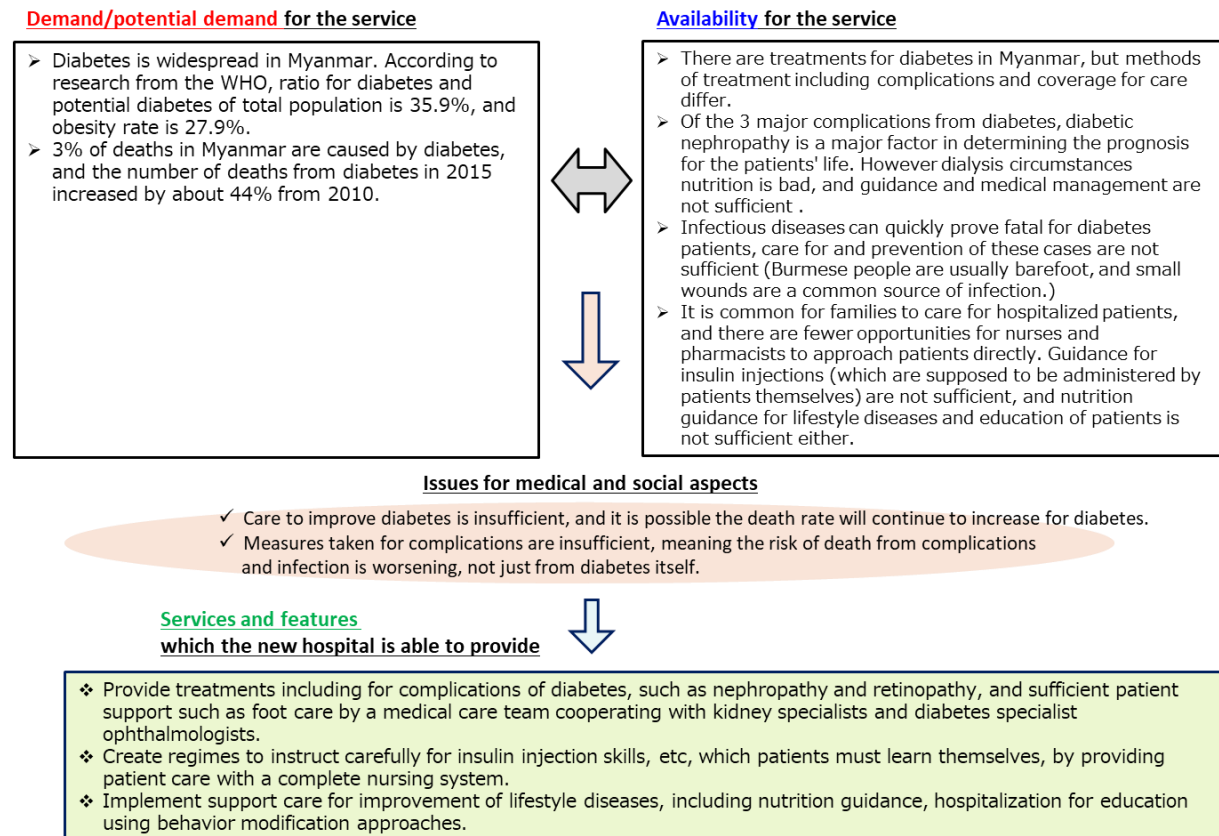 Demand/potential demand for the service
➢ Diabetes is widespread in Myanmar. According to
research from the WHO, ratio for diabetes and
potential diabetes of total population is 35.9%, and
obesity rate is 27.9%.
➢ 3% of deaths in Myanmar are caused by diabetes,
and the number of deaths from diabetes in 2015
increased by about 44% from 2010.
Availability for the service
➢ There are treatments for diabetes in Myanmar, but methods
of treatment including complications and coverage for care
differ.
➢ Of the 3 major complications from diabetes, diabetic
nephropathy is a major factor in determining the prognosis
for the patients' life. However dialysis circumstances
nutrition is bad, and guidance and medical management are
not sufficient .
➢ Infectious diseases can quickly prove fatal for diabetes
patients, care for and prevention of these cases are not
sufficient (Burmese people are usually barefoot, and small
wounds are a common source of infection.)
➢ It is common for families to care for hospitalized patients,
and there are fewer opportunities for nurses and
pharmacists to approach patients directly. Guidance for
insulin injections (which are supposed to be administered by
patients themselves) are not sufficient, and nutrition
guidance for lifestyle diseases and education of patients is
not sufficient either.
Issues for medical and social aspects
✓ Care to improve diabetes is insufficient, and it is possible the death rate will continue to increase for diabetes.
✓ Measures taken for complications are insufficient, meaning the risk of death from complications
and infection is worsening, not just from diabetes itself.
Services and features
which the new hospital is able to provide
❖ Provide treatments including for complications of diabetes, such as nephropathy and retinopathy, and sufficient patient
support such as foot care by a medical care team cooperating with kidney specialists and diabetes specialist
ophthalmologists.
❖ Create regimes to instruct carefully for insulin injection skills, etc, which patients must learn themselves, by providing
patient care with a complete nursing system.
❖ Implement support care for improvement of lifestyle diseases, including nutrition guidance, hospitalization for education
using behavior modification approaches.